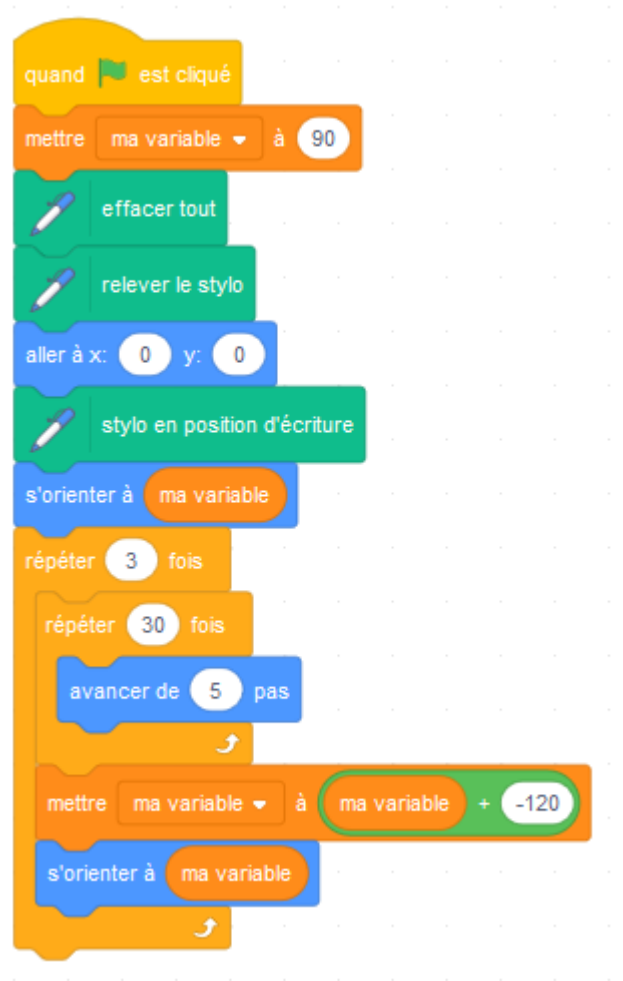 quand est cliqué
mettre ma variable à 90
effacer tout
relever le stylo
aller à x: 0 y: 0
stylo en position d'écriture
s'orienter à ma variable
répéter 3 fois
répéter 30 fois
avancer de 5 pas
mettre ma variable à ma variable + -120
s'orienter à ma variable